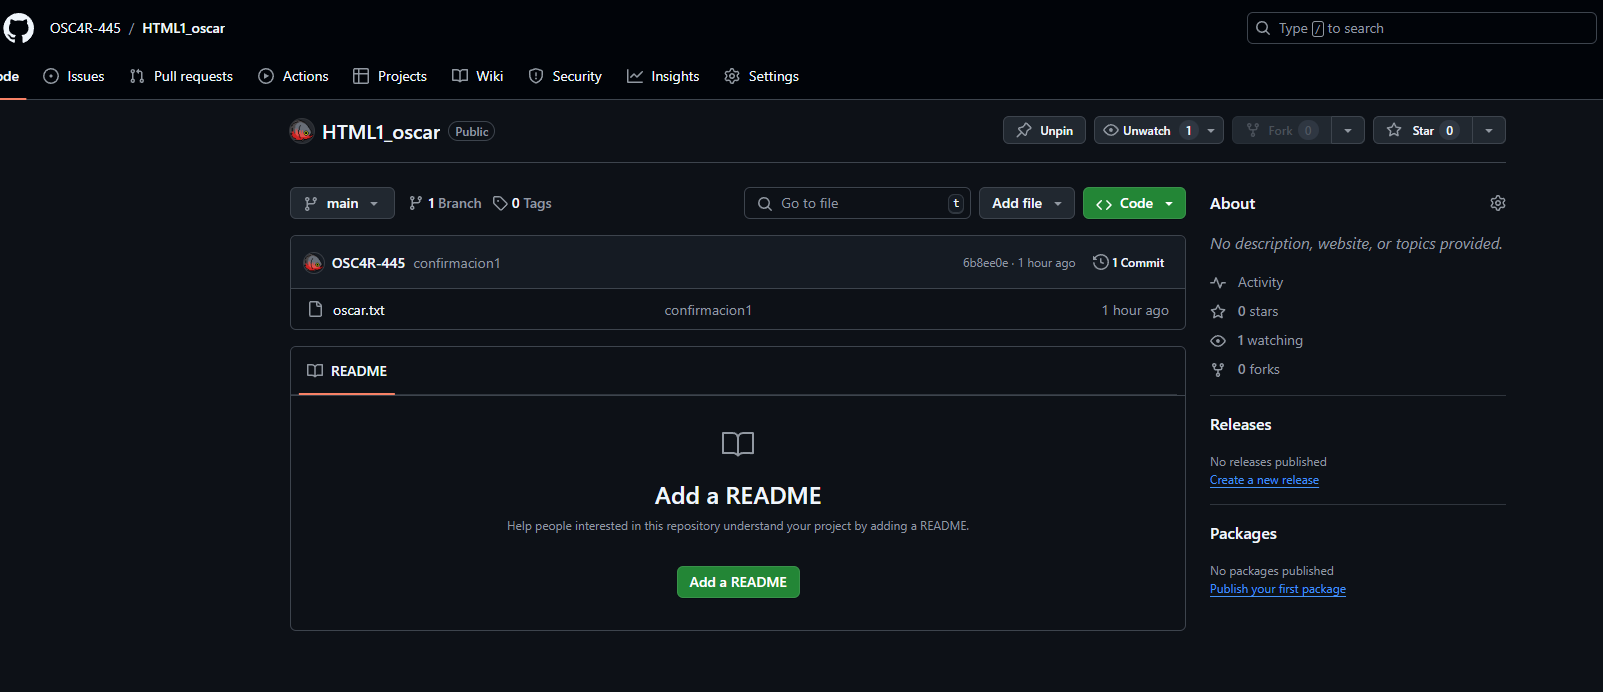 OSC4R-445 / HTML1_oscar
Type / to search
ode Issues Pull requests Actions Projects Wiki Security Insights Settings
HTML1_oscar Public
Unpin Unwatch 1 Fork 0 Star 0
main 1 Branch 0 Tags Go to file t Add file Code
OSC4R-445 confirmacion1 6b8ee0e · 1 hour ago 1 Commit
oscar.txt confirmacion1 1 hour ago
README
Add a README
Help people interested in this repository understand your project by adding a README.
Add a README
About
No description, website, or topics provided.
Activity
0 stars
1 watching
0 forks
Releases
No releases published
Create a new release
Packages
No packages published
Publish your first package